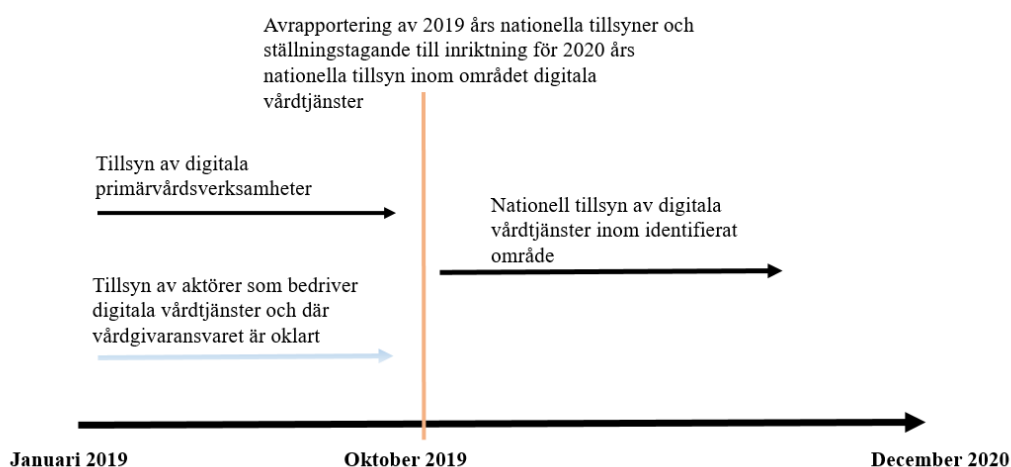 Avrapportering av 2019 års nationella tillsyner och
ställningstagande till inriktning för 2020 års
nationella tillsyn inom området digitala
vårdtjänster
Tillsyn av digitala
primärvårdsverksamheter
Nationell tillsyn av digitala
vårdtjänster inom identifierat
område
Tillsyn av aktörer som bedriver
digitala vårdtjänster och där
vårdgivaransvaret är oklart
Januari 2019
Oktober 2019
December 2020